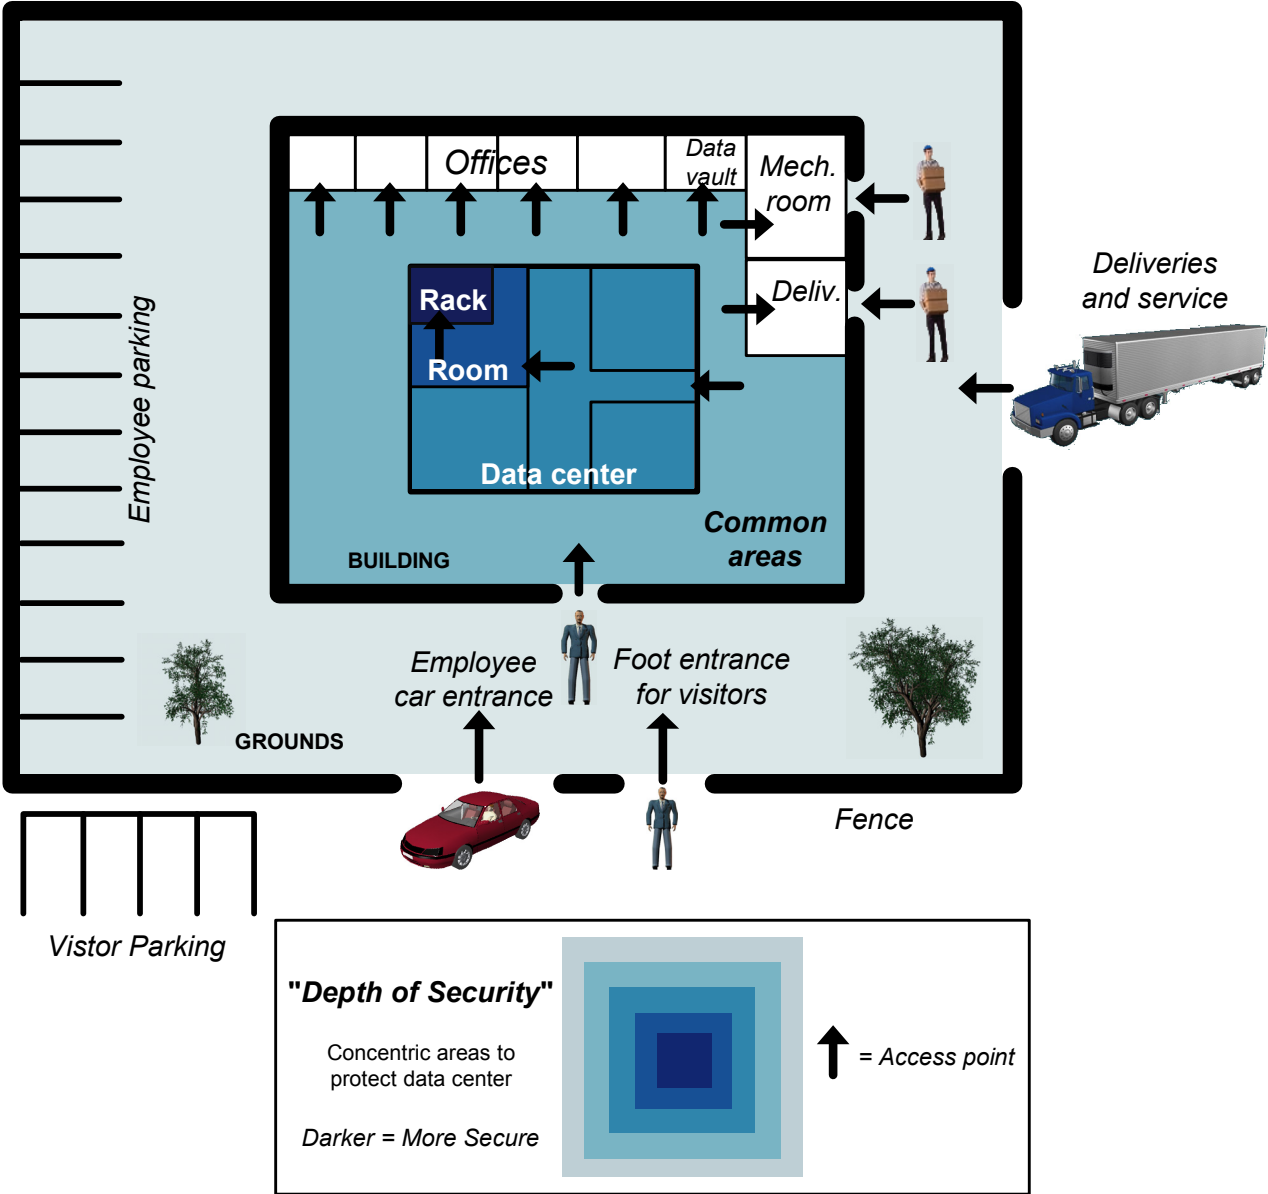 Offices
Data
vault
Mech.
room
Deliv.
Deliveries
and service
Employee parking
Rack
Room
Data center
Common
areas
BUILDING
Employee
car entrance
Foot entrance
for visitors
GROUNDS
Fence
Vistor Parking
"Depth of Security"
Concentric areas to
protect data center
Darker = More Secure
= Access point